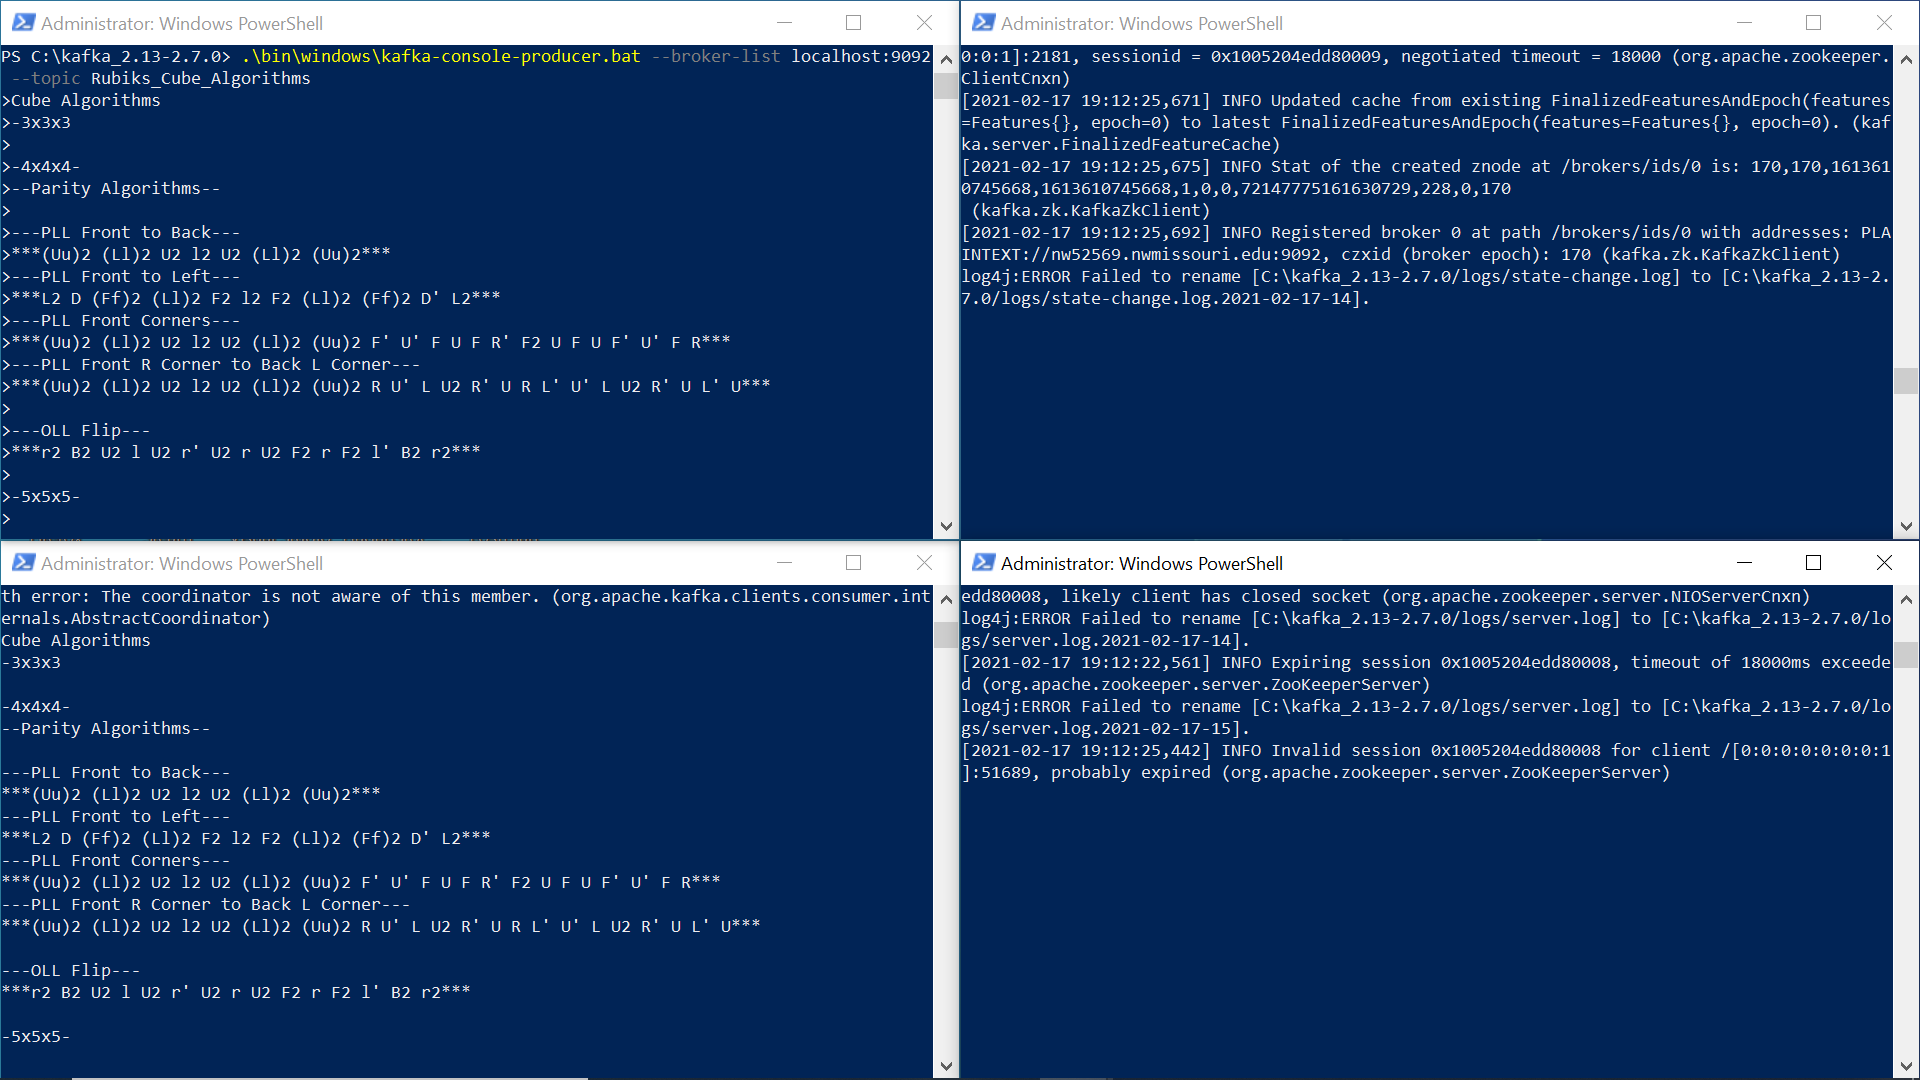 Administrator: Windows PowerShell
PS C:\kafka_2.13-2.7.0> .\bin\windows\kafka-console-producer.bat --broker-list localhost:9092
--topic Rubiks_Cube_Algorithms
>Cube Algorithms
>-3x3x3
>
>-4x4x4-
>--Parity Algorithms--
>
>---PLL Front to Back---
>***(Uu)2 (Ll)2 U2 l2 U2 (Ll)2 (Uu)2***
>---PLL Front to Left---
>***L2 D (Ff)2 (Ll)2 F2 l2 F2 (Ll)2 (Ff)2 D' L2***
>---PLL Front Corners---
>***(Uu)2 (Ll)2 U2 l2 U2 (Ll)2 (Uu)2 F' U' F U F R' F2 U F U F' U' F R***
>---PLL Front R Corner to Back L Corner---
>***(Uu)2 (Ll)2 U2 l2 U2 (Ll)2 (Uu)2 R U' L U2 R' U R L' U' L U2 R' U L' U***
>
>---OLL Flip---
>***r2 B2 U2 l U2 r' U2 r U2 F2 r F2 l' B2 r2***
>
>-5x5x5-
>
Administrator: Windows PowerShell
0:0:1]:2181, sessionid = 0x1005204edd80009, negotiated timeout = 18000 (org.apache.zookeeper.
ClientCnxn)
[2021-02-17 19:12:25,671] INFO Updated cache from existing FinalizedFeaturesAndEpoch(features
=Features{}, epoch=0) to latest FinalizedFeaturesAndEpoch(features=Features{}, epoch=0). (kaf
ka.server.FinalizedFeatureCache)
[2021-02-17 19:12:25,675] INFO Stat of the created znode at /brokers/ids/0 is: 170,170,161361
0745668,1613610745668,1,0,0,72147775161630729,228,0,170
(kafka.zk.KafkaZkClient)
[2021-02-17 19:12:25,692] INFO Registered broker 0 at path /brokers/ids/0 with addresses: PLA
INTEXT://nw52569.nwmissouri.edu:9092, czxid (broker epoch): 170 (kafka.zk.KafkaZkClient)
log4j:ERROR Failed to rename [C:\kafka_2.13-2.7.0/logs/state-change.log] to [C:\kafka_2.13-2.
7.0/logs/state-change.log.2021-02-17-14].
Administrator: Windows PowerShell
th error: The coordinator is not aware of this member. (org.apache.kafka.clients.consumer.int
ernals.AbstractCoordinator)
Cube Algorithms
-3x3x3

-4x4x4-
--Parity Algorithms--

---PLL Front to Back---
***(Uu)2 (Ll)2 U2 l2 U2 (Ll)2 (Uu)2***
---PLL Front to Left---
***L2 D (Ff)2 (Ll)2 F2 l2 F2 (Ll)2 (Ff)2 D' L2***
---PLL Front Corners---
***(Uu)2 (Ll)2 U2 l2 U2 (Ll)2 (Uu)2 F' U' F U F R' F2 U F U F' U' F R***
---PLL Front R Corner to Back L Corner---
***(Uu)2 (Ll)2 U2 l2 U2 (Ll)2 (Uu)2 R U' L U2 R' U R L' U' L U2 R' U L' U***

---OLL Flip---
***r2 B2 U2 l U2 r' U2 r U2 F2 r F2 l' B2 r2***

-5x5x5-
Administrator: Windows PowerShell
edd80008, likely client has closed socket (org.apache.zookeeper.server.NIOServerCnxn)
log4j:ERROR Failed to rename [C:\kafka_2.13-2.7.0/logs/server.log] to [C:\kafka_2.13-2.7.0/lo
gs/server.log.2021-02-17-14].
[2021-02-17 19:12:22,561] INFO Expiring session 0x1005204edd80008, timeout of 18000ms exceede
d (org.apache.zookeeper.server.ZooKeeperServer)
log4j:ERROR Failed to rename [C:\kafka_2.13-2.7.0/logs/server.log] to [C:\kafka_2.13-2.7.0/lo
gs/server.log.2021-02-17-15].
[2021-02-17 19:12:25,442] INFO Invalid session 0x1005204edd80008 for client /[0:0:0:0:0:0:0:1
]:51689, probably expired (org.apache.zookeeper.server.ZooKeeperServer)